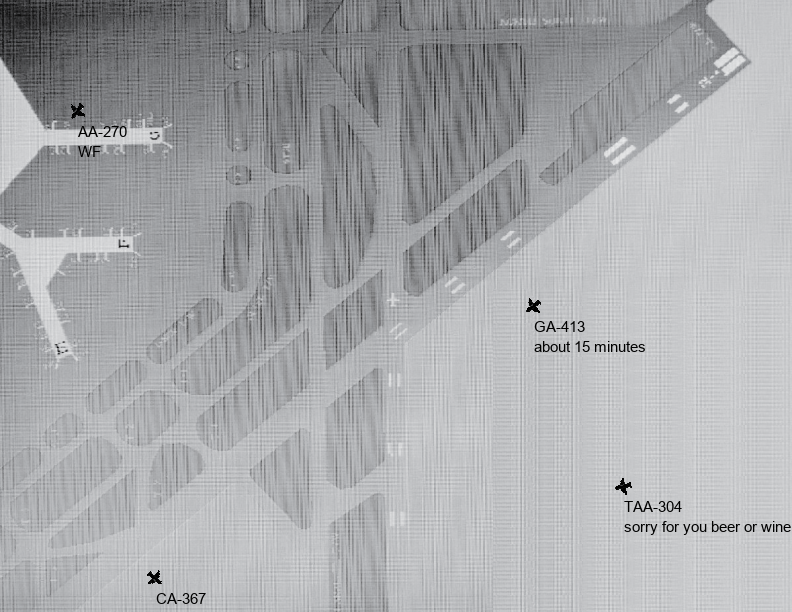 AA-270
WF
GA-413
about 15 minutes
TAA-304
sorry for you beer or wine
CA-367